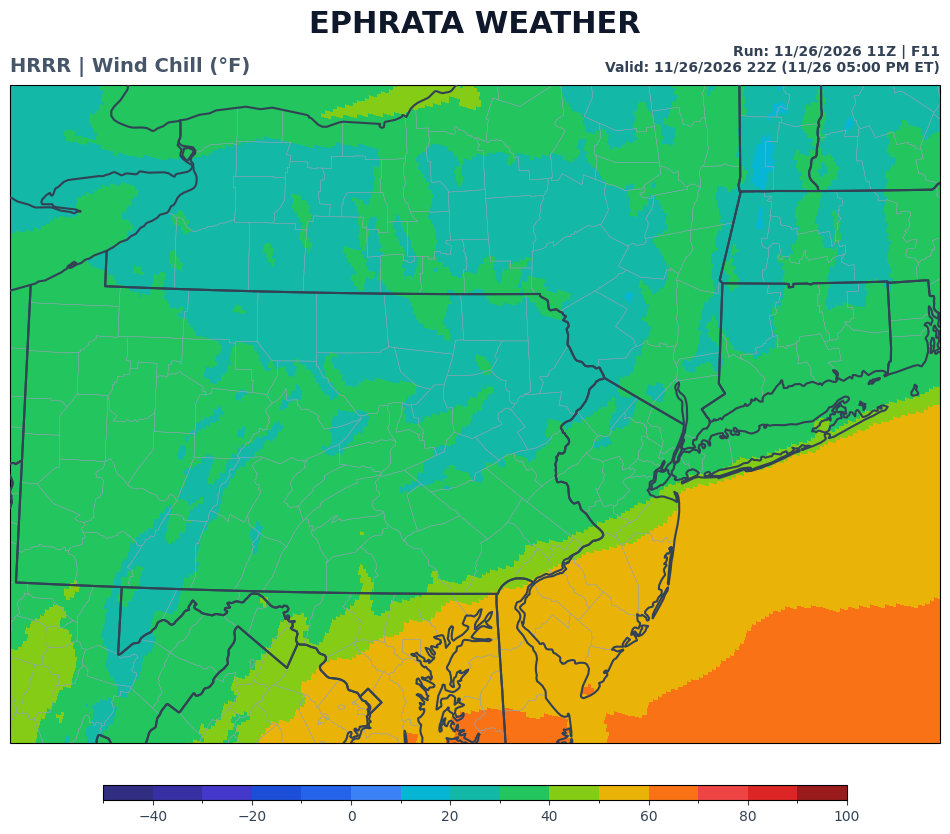 EPHRATA WEATHER
HRRR | Wind Chill (°F)
Run: 11/26/2026 11Z | F11
Valid: 11/26/2026 22Z (11/26 05:00 PM ET)
−40 −20 0 20 40 60 80 100